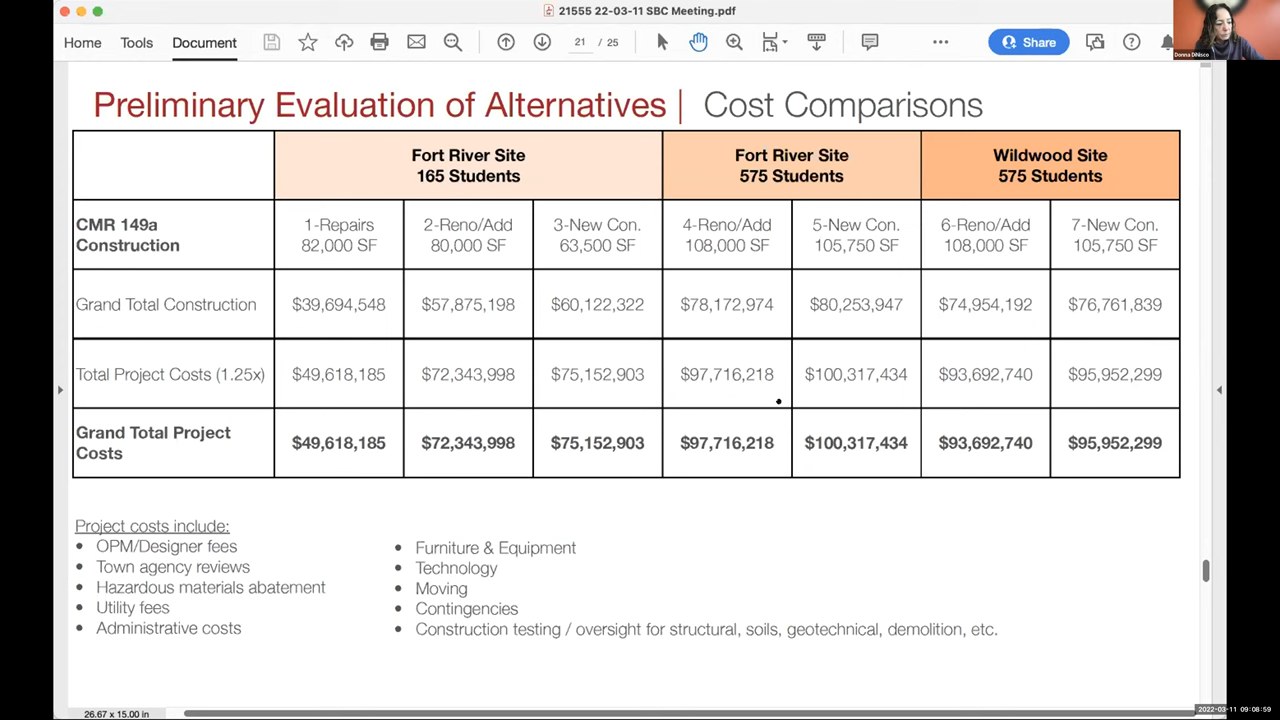 21555 22-03-11 SBC Meeting.pdf
Home Tools Document 21 / 25 Share
Donna DiNisco
Preliminary Evaluation of Alternatives | Cost Comparisons
Fort River Site
165 Students
Fort River Site
575 Students
Wildwood Site
575 Students
CMR 149a
Construction
1-Repairs
82,000 SF
2-Reno/Add
80,000 SF
3-New Con.
63,500 SF
4-Reno/Add
108,000 SF
5-New Con.
105,750 SF
6-Reno/Add
108,000 SF
7-New Con.
105,750 SF
Grand Total Construction $39,694,548 $57,875,198 $60,122,322 $78,172,974 $80,253,947 $74,954,192 $76,761,839
Total Project Costs (1.25x) $49,618,185 $72,343,998 $75,152,903 $97,716,218 $100,317,434 $93,692,740 $95,952,299
Grand Total Project
Costs
$49,618,185 $72,343,998 $75,152,903 $97,716,218 $100,317,434 $93,692,740 $95,952,299
Project costs include:
• OPM/Designer fees
• Town agency reviews
• Hazardous materials abatement
• Utility fees
• Administrative costs
• Furniture & Equipment
• Technology
• Moving
• Contingencies
• Construction testing / oversight for structural, soils, geotechnical, demolition, etc.
26.67 x 15.00 in
2022-03-11 09:08:59